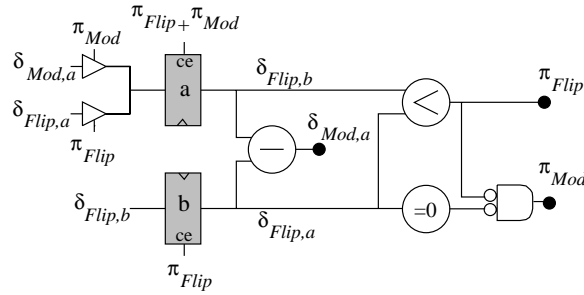 π_Flip + π_Mod
π_Mod
ce
δ_Mod,a
a
δ_Flip,b
<
π_Flip
δ_Flip,a
π_Flip
−
δ_Mod,a
π_Mod
δ_Flip,b
b
ce
δ_Flip,a
=0
π_Flip